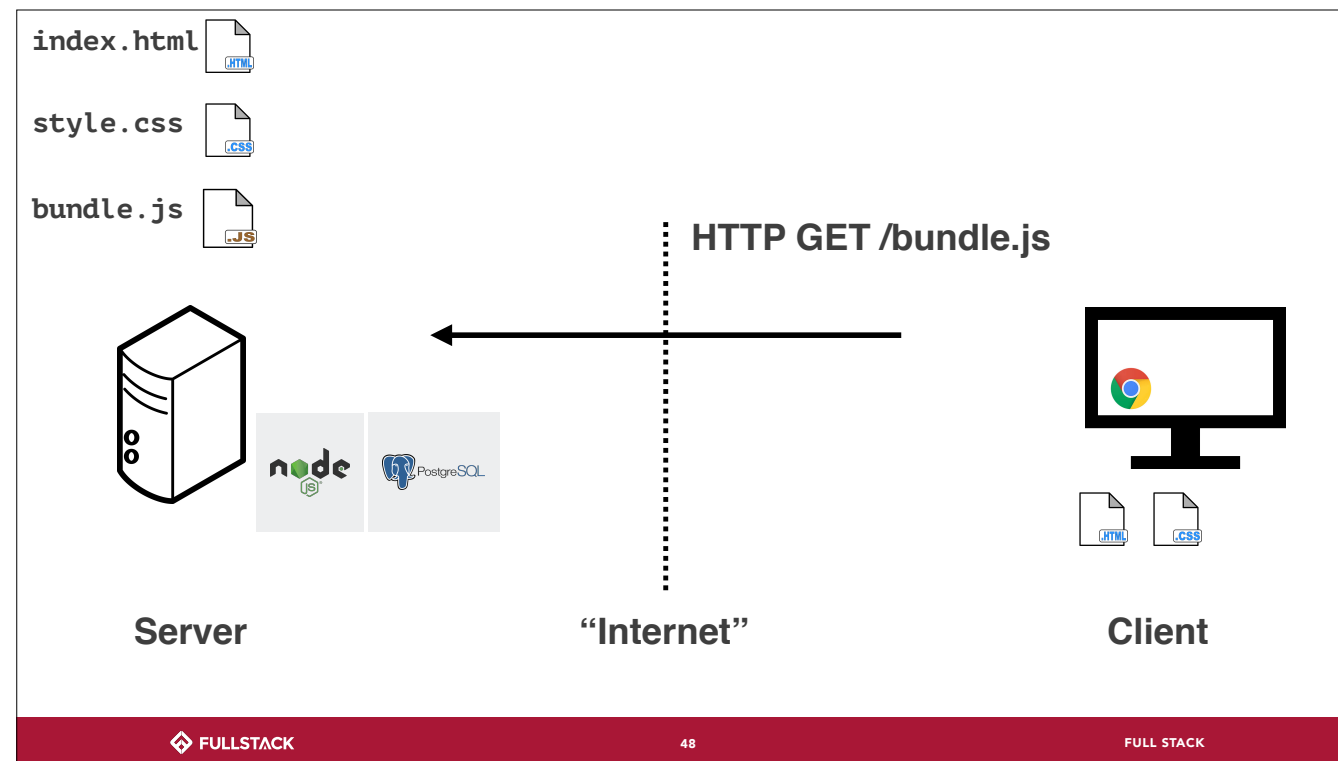 index.html
.HTML
style.css
.CSS
bundle.js
.JS
HTTP GET /bundle.js
node
JS
PostgreSQL
.HTML
.CSS
Server
“Internet”
Client
FULLSTACK
48
FULL STACK